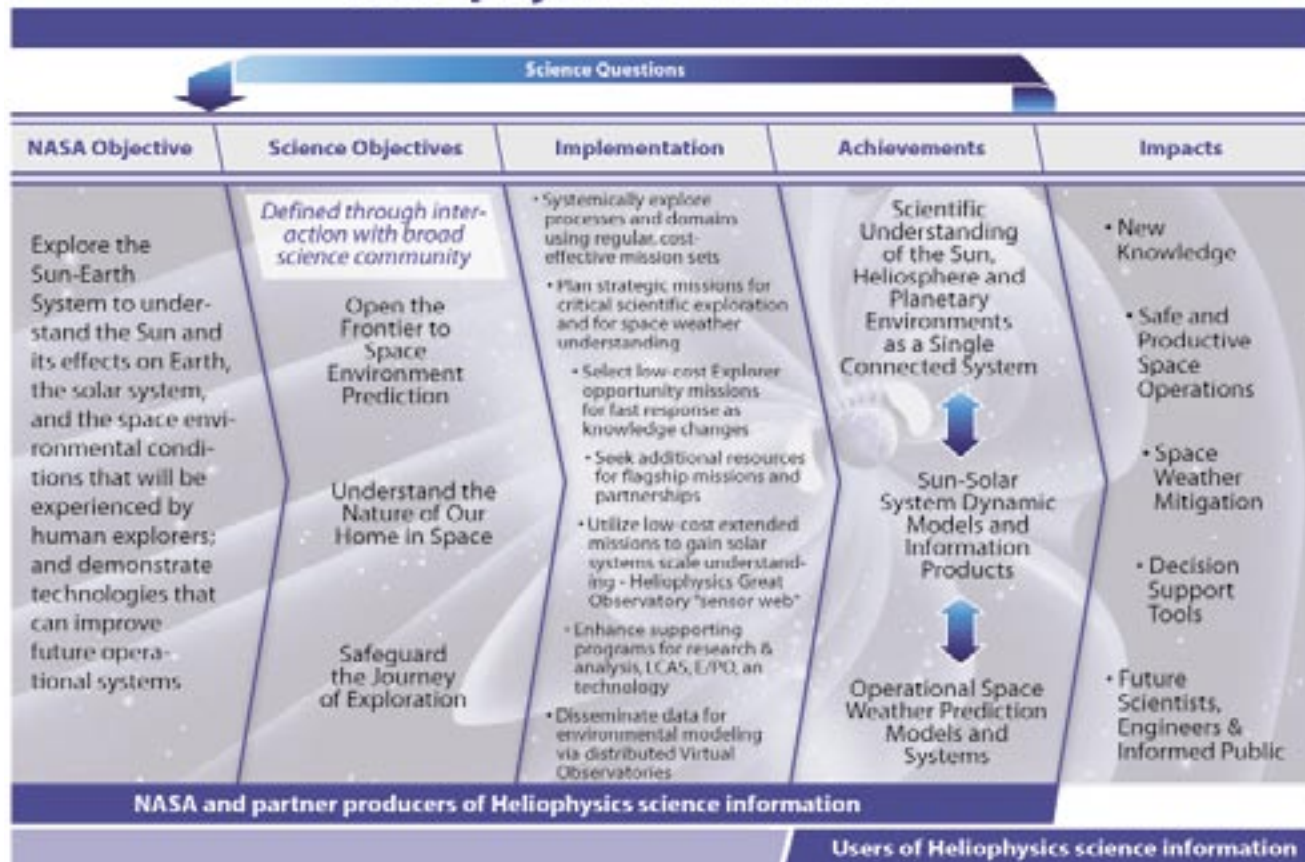 Science Questions
NASA Objective
Science Objectives
Implementation
Achievements
Impacts
Explore the
Sun-Earth
System to under-
stand the Sun and
its effects on Earth,
the solar system,
and the space envi-
ronmental condi-
tions that will be
experienced by
human explorers;
and demonstrate
technologies that
can improve
future opera-
tional systems
Defined through inter-
action with broad
science community
Open the
Frontier to
Space
Environment
Prediction
Understand the
Nature of Our
Home in Space
Safeguard
the Journey
of Exploration
• Systemically explore
processes and domains
using regular, cost-
effective mission sets
• Plan strategic missions for
critical scientific exploration
and for space weather
understanding
• Select low-cost Explorer
opportunity missions
for fast response as
knowledge changes
• Seek additional resources
for flagship missions and
partnerships
• Utilize low-cost extended
missions to gain solar
systems scale understand-
ing - Heliophysics Great
Observatory "sensor web"
• Enhance supporting
programs for research &
analysis, LCAS, E/PO, an
technology
• Disseminate data for
environmental modeling
via distributed Virtual
Observatories
Scientific
Understanding
of the Sun,
Heliosphere and
Planetary
Environments
as a Single
Connected System
Sun-Solar
System Dynamic
Models and
Information
Products
Operational Space
Weather Prediction
Models and
Systems
• New
Knowledge
• Safe and
Productive
Space
Operations
• Space
Weather
Mitigation
• Decision
Support
Tools
• Future
Scientists,
Engineers &
Informed Public
NASA and partner producers of Heliophysics science information
Users of Heliophysics science information